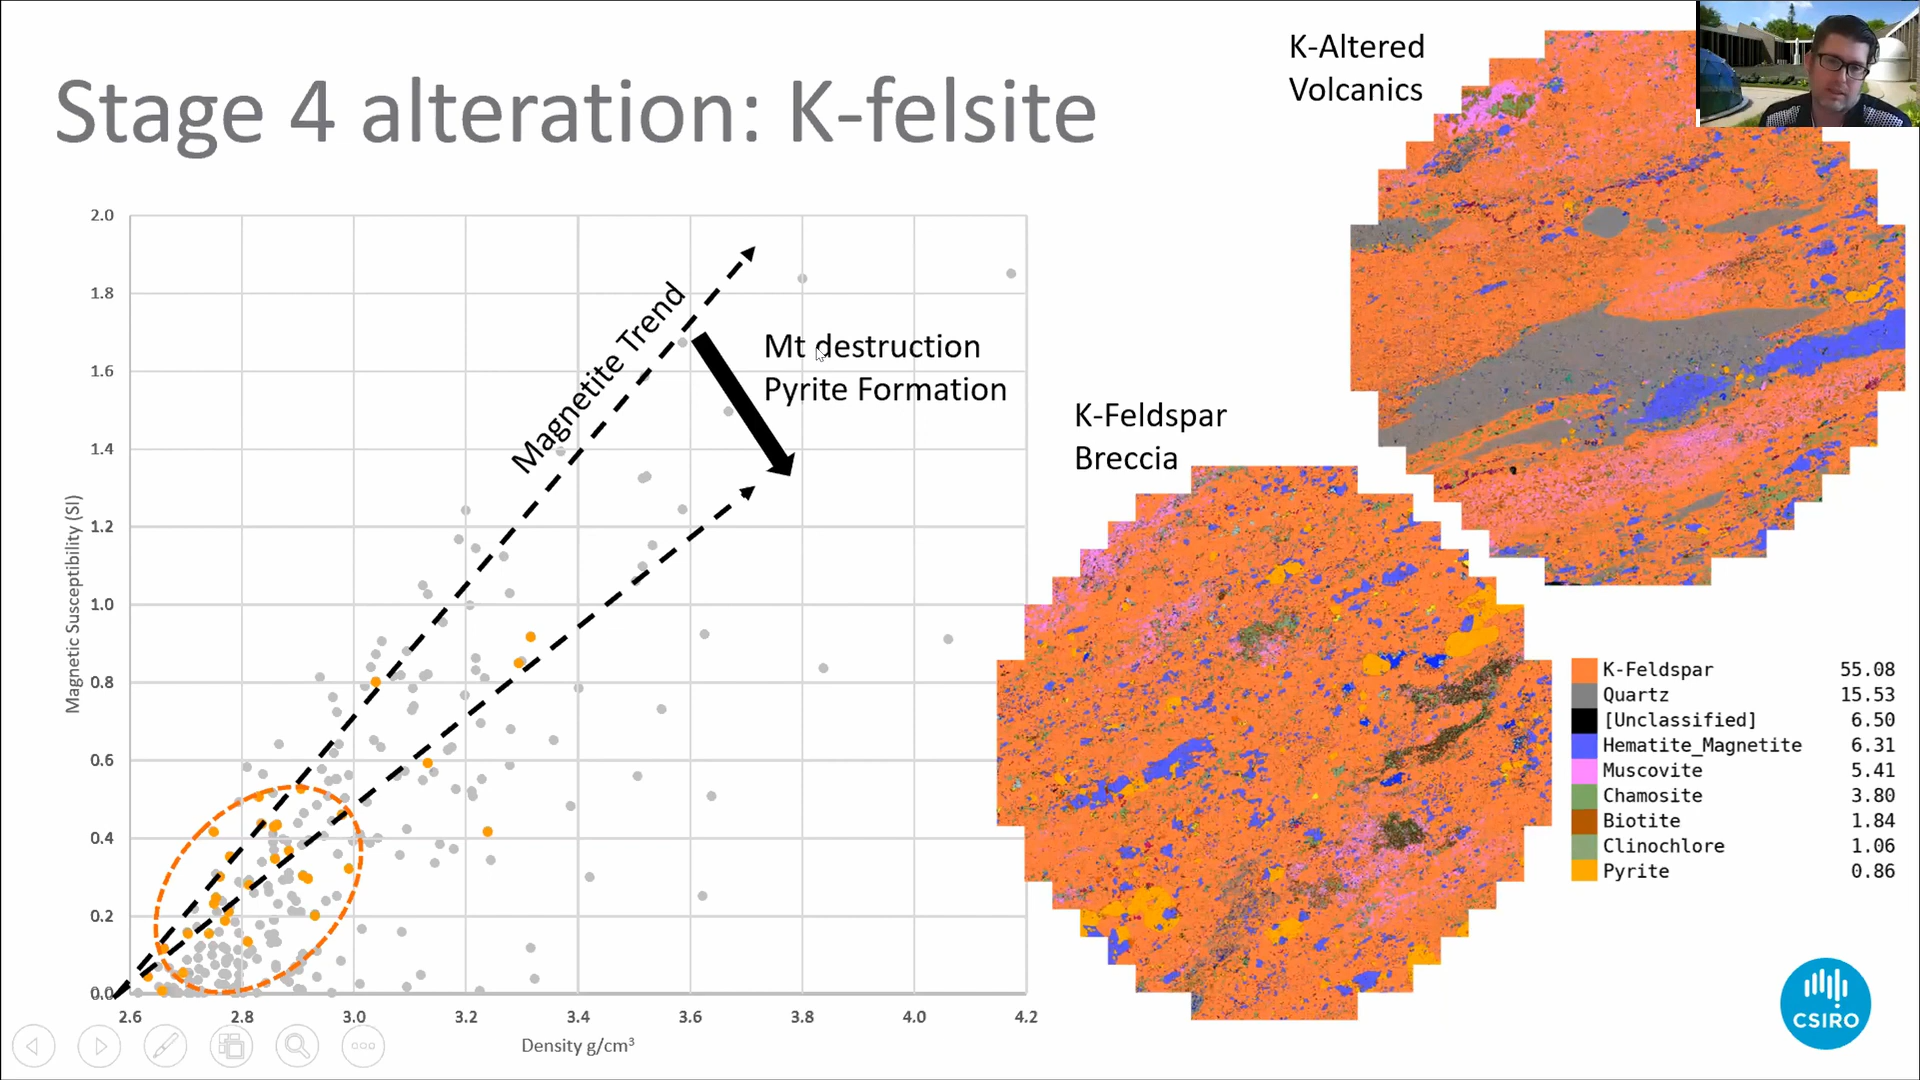 Stage 4 alteration: K-felsite
K-Altered
Volcanics
2.0
1.8
1.6
1.4
1.2
1.0
0.8
0.6
0.4
0.2
0.0
Magnetic Susceptibility (SI)
Magnetite Trend
Mt destruction
Pyrite Formation
2.6
2.8
3.0
3.2
3.4
3.6
3.8
4.0
4.2
Density g/cm³
K-Feldspar
Breccia
K-Feldspar 55.08
Quartz 15.53
[Unclassified] 6.50
Hematite_Magnetite 6.31
Muscovite 5.41
Chamosite 3.80
Biotite 1.84
Clinochlore 1.06
Pyrite 0.86
CSIRO